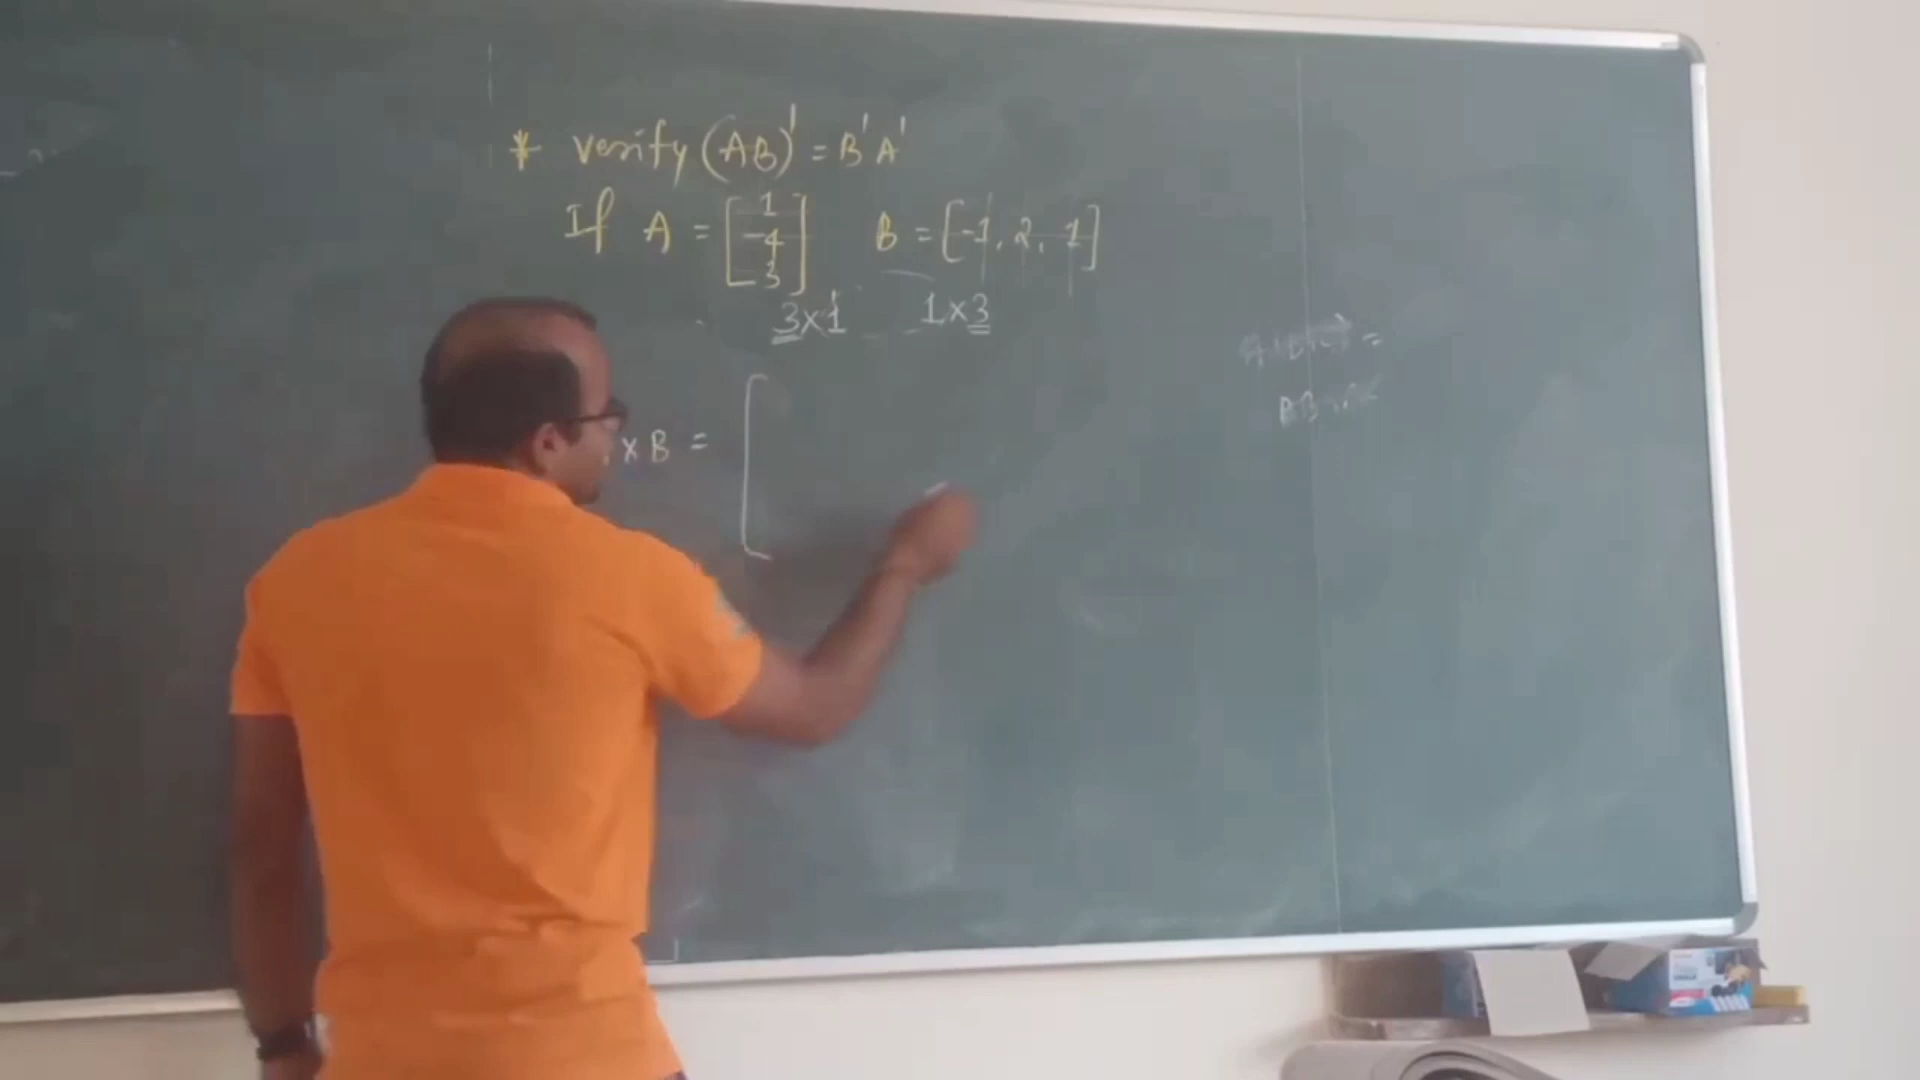 * Verify (AB)' = B'A'
If A = [1 -4 3] B = [-1, 2, 1]
3x1 1x3
x B = [